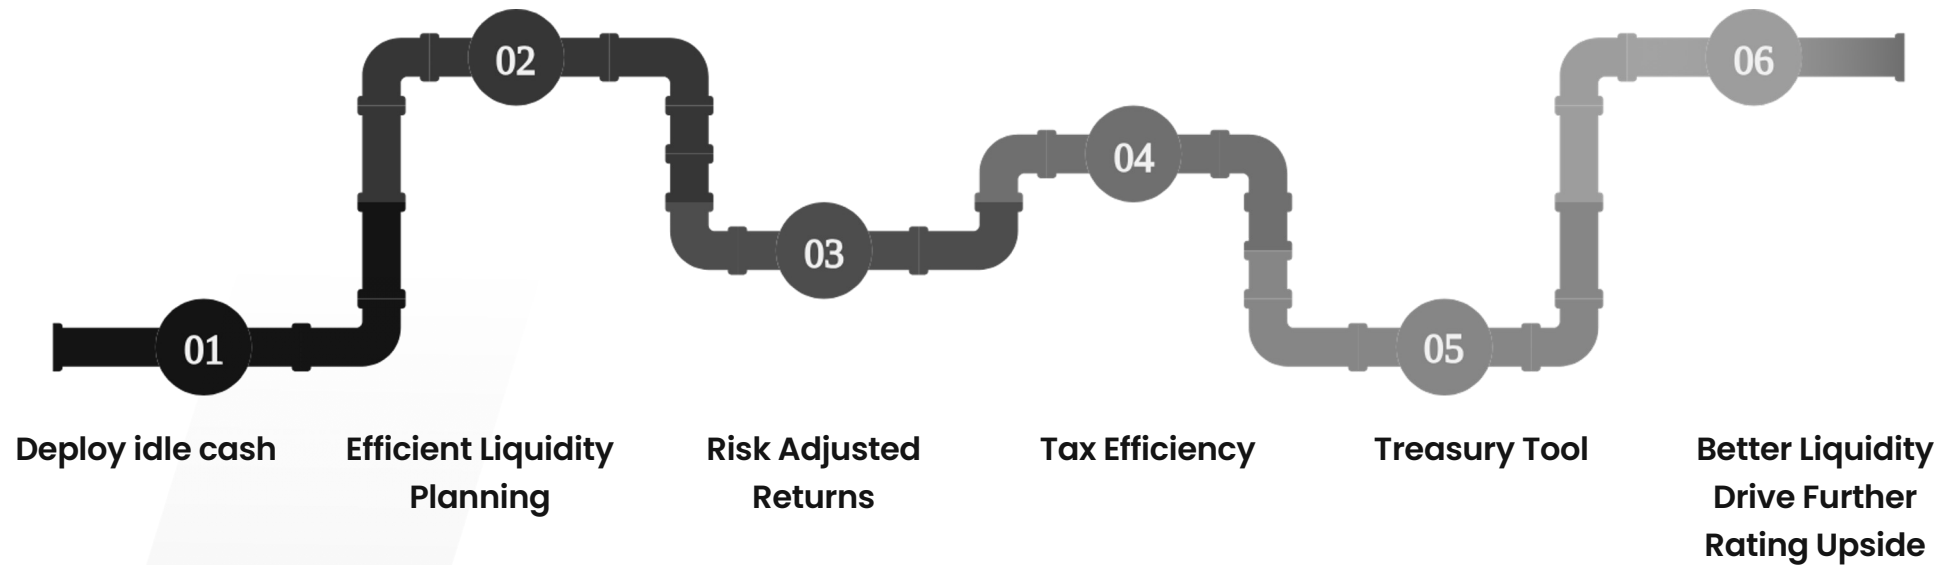 01
02
03
04
05
06
Deploy idle cash
Efficient Liquidity
Planning
Risk Adjusted
Returns
Tax Efficiency
Treasury Tool
Better Liquidity
Drive Further
Rating Upside